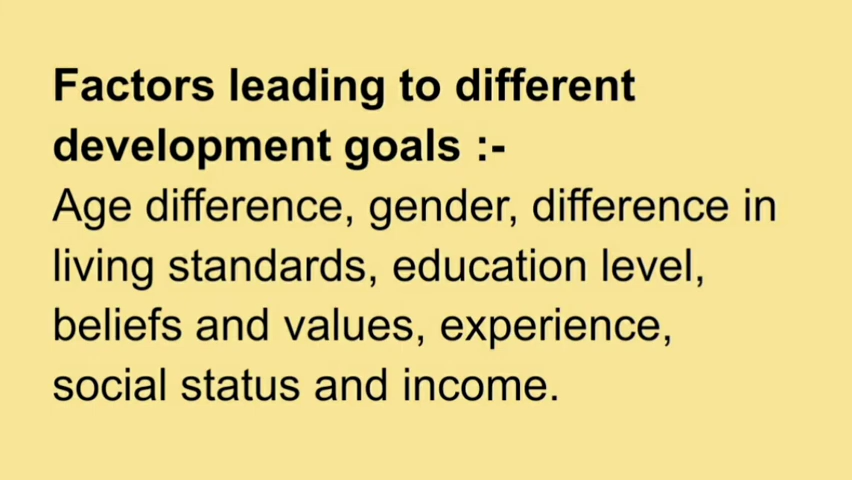 Factors leading to different
development goals :-
Age difference, gender, difference in
living standards, education level,
beliefs and values, experience,
social status and income.